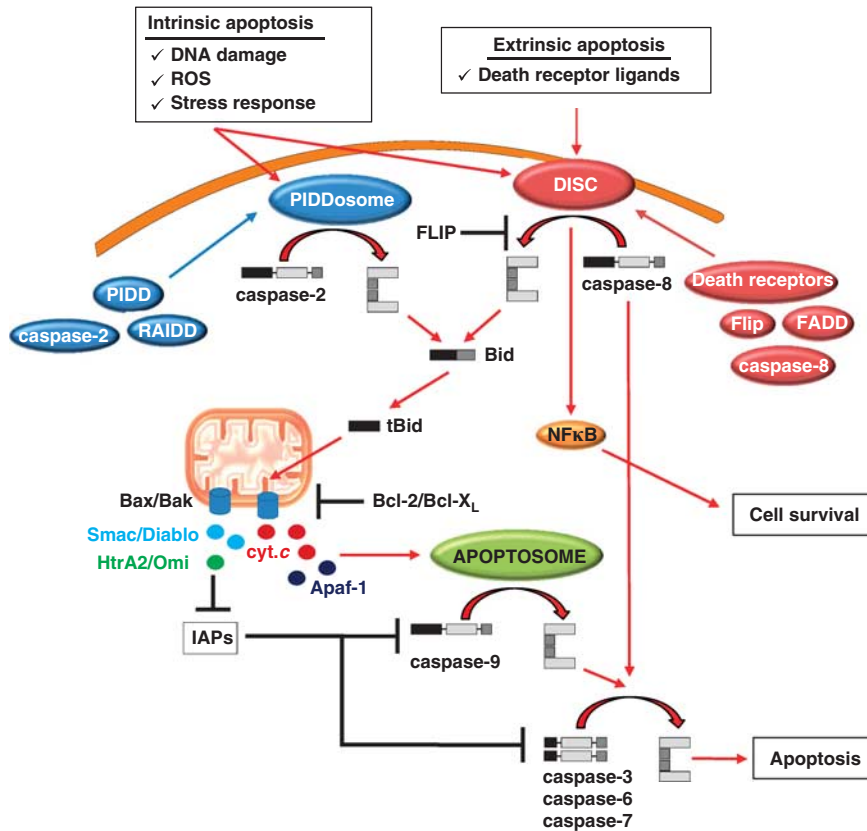 Intrinsic apoptosis
✓ DNA damage
✓ ROS
✓ Stress response
Extrinsic apoptosis
✓ Death receptor ligands
PIDDosome
DISC
FLIP
caspase-2
caspase-8
PIDD
caspase-2
RAIDD
Death receptors
Flip
FADD
caspase-8
Bid
tBid
NFκB
Bax/Bak
Bcl-2/Bcl-XL
Cell survival
Smac/Diablo
cyt.c
HtrA2/Omi
Apaf-1
APOPTOSOME
IAPs
caspase-9
caspase-3
caspase-6
caspase-7
Apoptosis